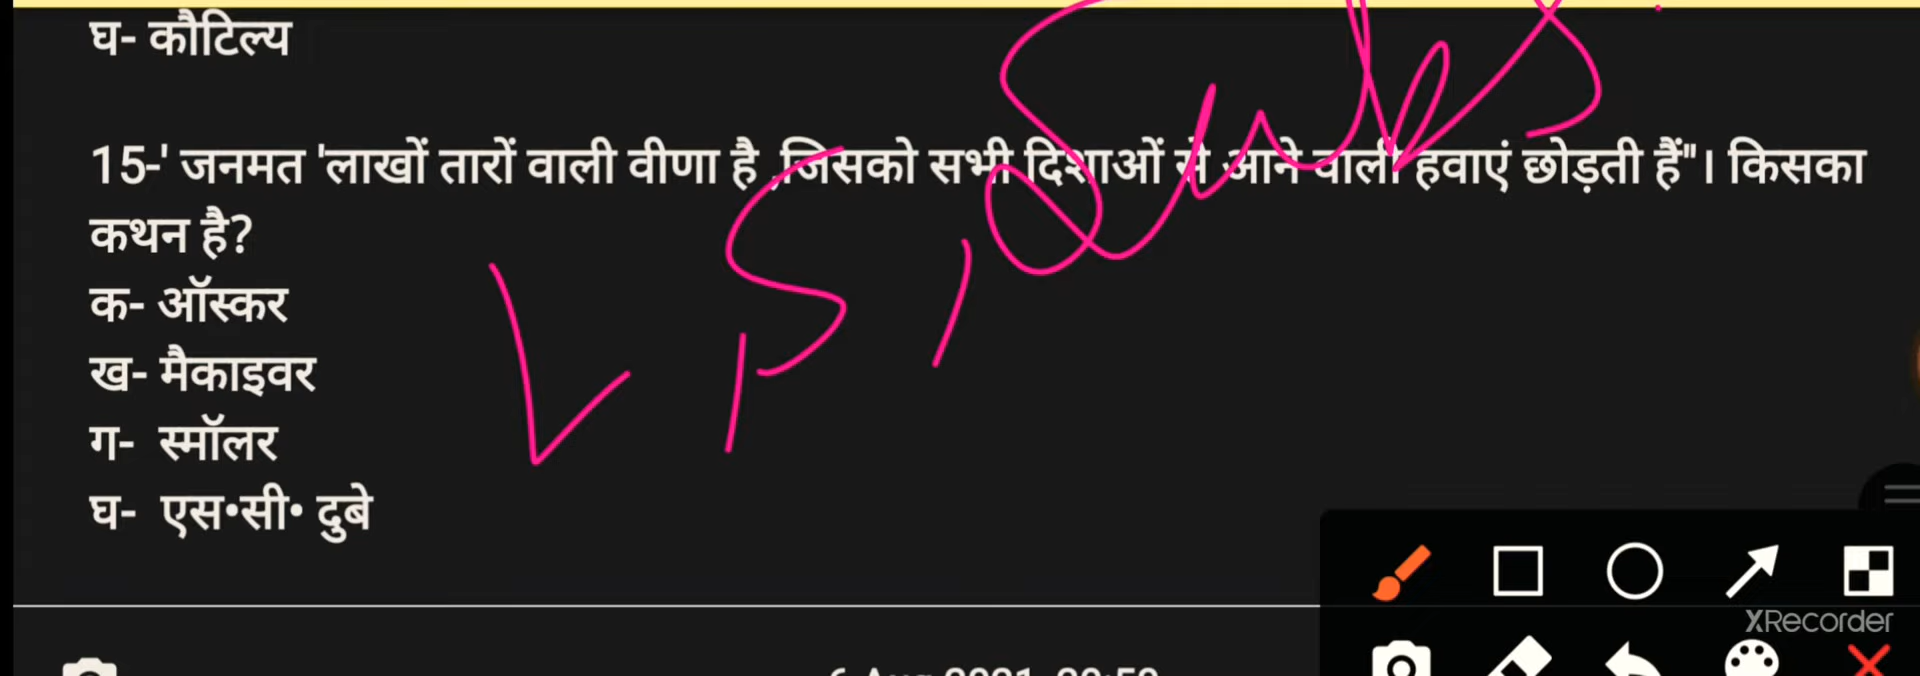 घ- कौटिल्य
15-' जनमत 'लाखों तारों वाली वीणा है ,जिसको सभी दिशाओं से आने वाली हवाएं छोड़ती हैं"। किसका
कथन है?
क- ऑस्कर
ख- मैकाइवर
ग- स्मॉलर
घ- एस•सी• दुबे
XRecorder